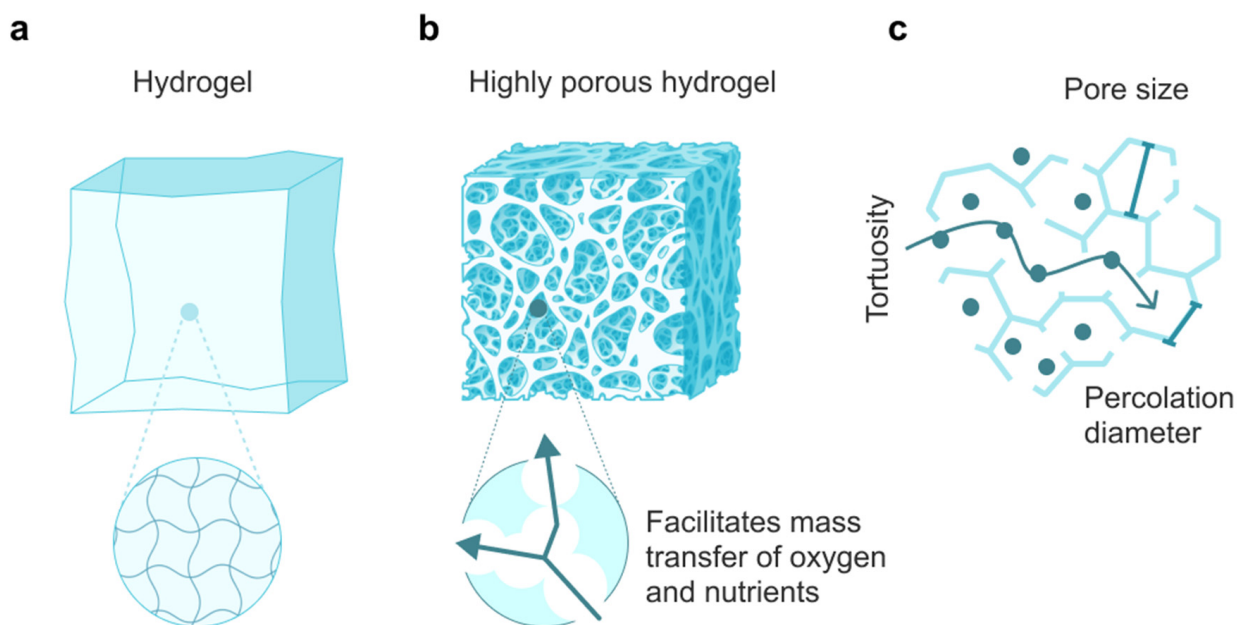 a
Hydrogel
b
Highly porous hydrogel
Facilitates mass
transfer of oxygen
and nutrients
c
Pore size
Tortuosity
Percolation
diameter